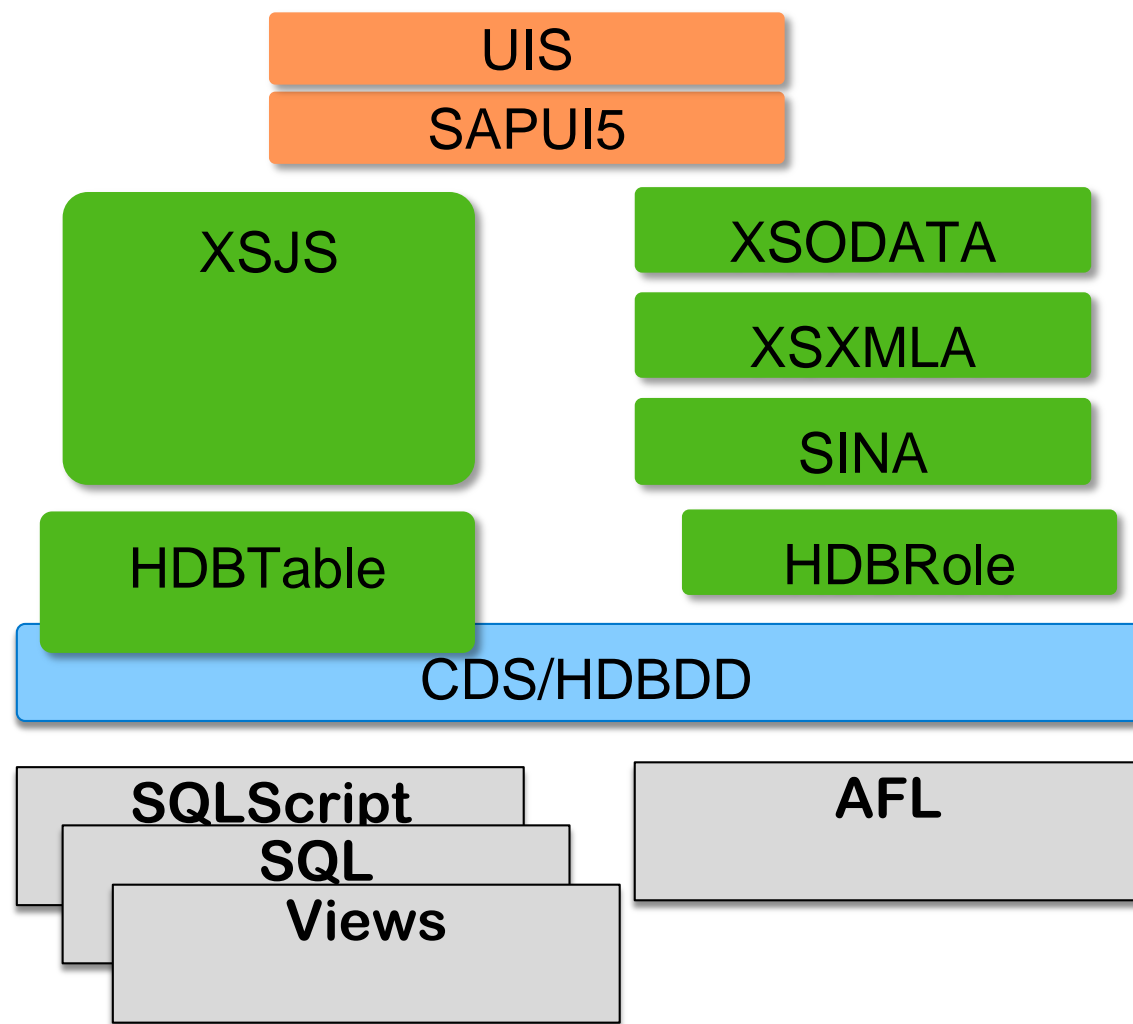 UIS
SAPUI5
XSJS
XSODATA
XSXMLA
SINA
HDBTable
HDBRole
CDS/HDBDD
SQLScript
SQL
Views
AFL